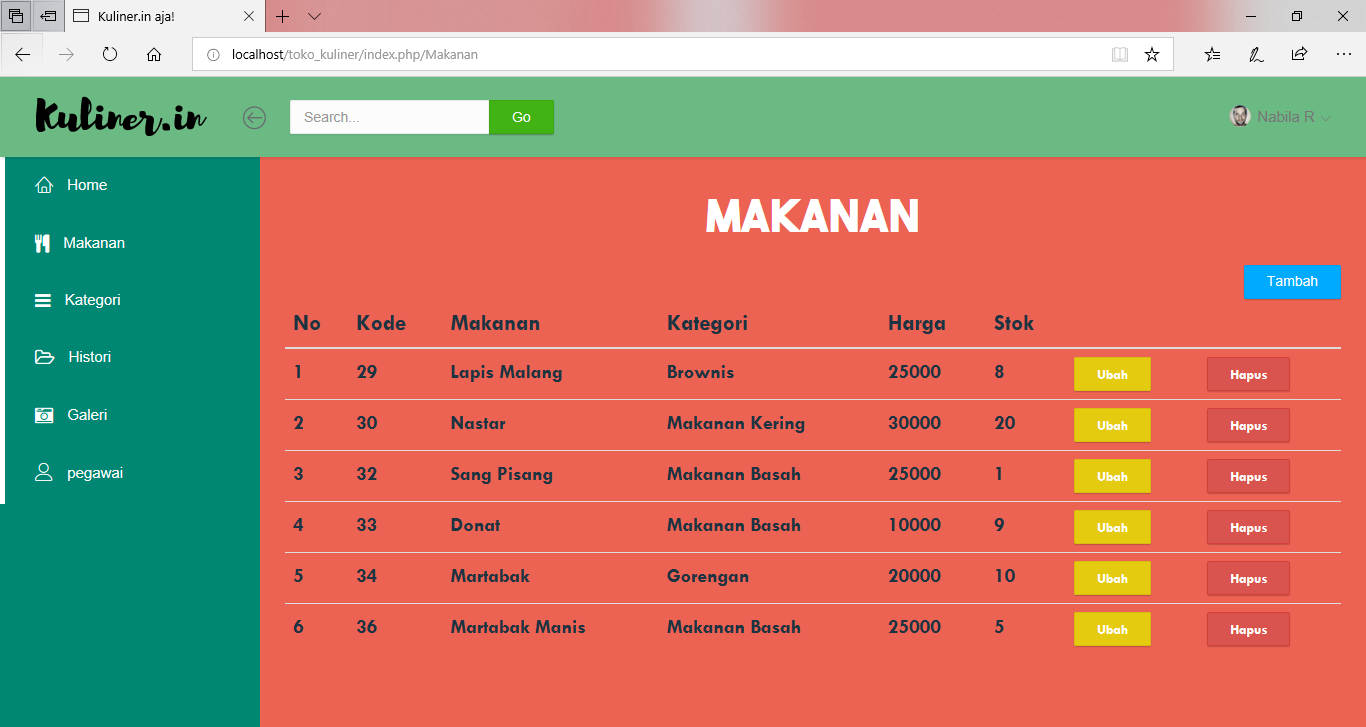 Kuliner.in aja!
localhost/toko_kuliner/index.php/Makanan
Kuliner.in Search... Go Nabila R
Home
Makanan
Kategori
Histori
Galeri
pegawai
MAKANAN
Tambah
No Kode Makanan Kategori Harga Stok
1 29 Lapis Malang Brownis 25000 8 Ubah Hapus
2 30 Nastar Makanan Kering 30000 20 Ubah Hapus
3 32 Sang Pisang Makanan Basah 25000 1 Ubah Hapus
4 33 Donat Makanan Basah 10000 9 Ubah Hapus
5 34 Martabak Gorengan 20000 10 Ubah Hapus
6 36 Martabak Manis Makanan Basah 25000 5 Ubah Hapus